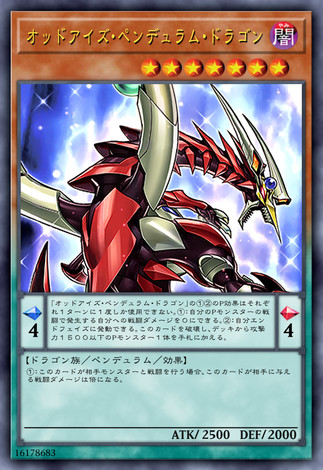 オッドアイズ・ペンデュラム・ドラゴン 闇
やみ
『オッドアイズ・ペンデュラム・ドラゴン』の①②のP効果はそれぞ
れ1ターンに1度しか使用できない。①:自分のPモンスターの戦
闘で発生する自分への戦闘ダメージを0にできる。②:自分エン
ドフェイズに発動できる。このカードを破壊し、デッキから攻撃
力1500以下のPモンスター1体を手札に加える。
4
4
【ドラゴン族/ペンデュラム/効果】
①:このカードが相手モンスターと戦闘を行う場合、このカードが相手に与え
る戦闘ダメージは倍になる。
ATK/ 2500 DEF/2000
16178683